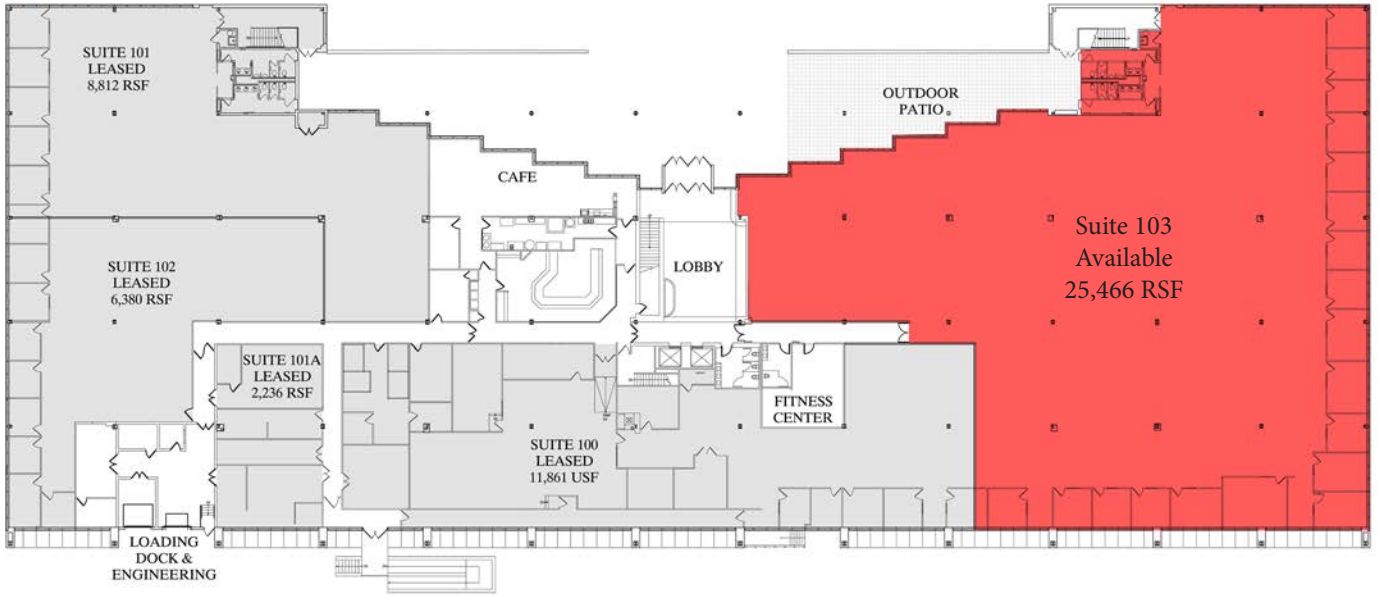 SUITE 101
LEASED
8,812 RSF
OUTDOOR
PATIO
CAFE
SUITE 102
LEASED
6,380 RSF
LOBBY
Suite 103
Available
25,466 RSF
SUITE 101A
LEASED
2,236 RSF
FITNESS
CENTER
SUITE 100
LEASED
11,861 USF
LOADING
DOCK &
ENGINEERING